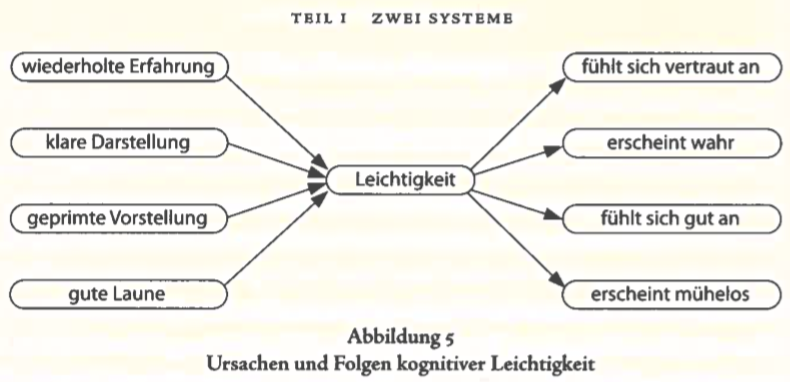 TEIL I ZWEI SYSTEME
wiederholte Erfahrung
fühlt sich vertraut an
klare Darstellung
erscheint wahr
Leichtigkeit
geprimte Vorstellung
fühlt sich gut an
gute Laune
erscheint mühelos
Abbildung 5
Ursachen und Folgen kognitiver Leichtigkeit